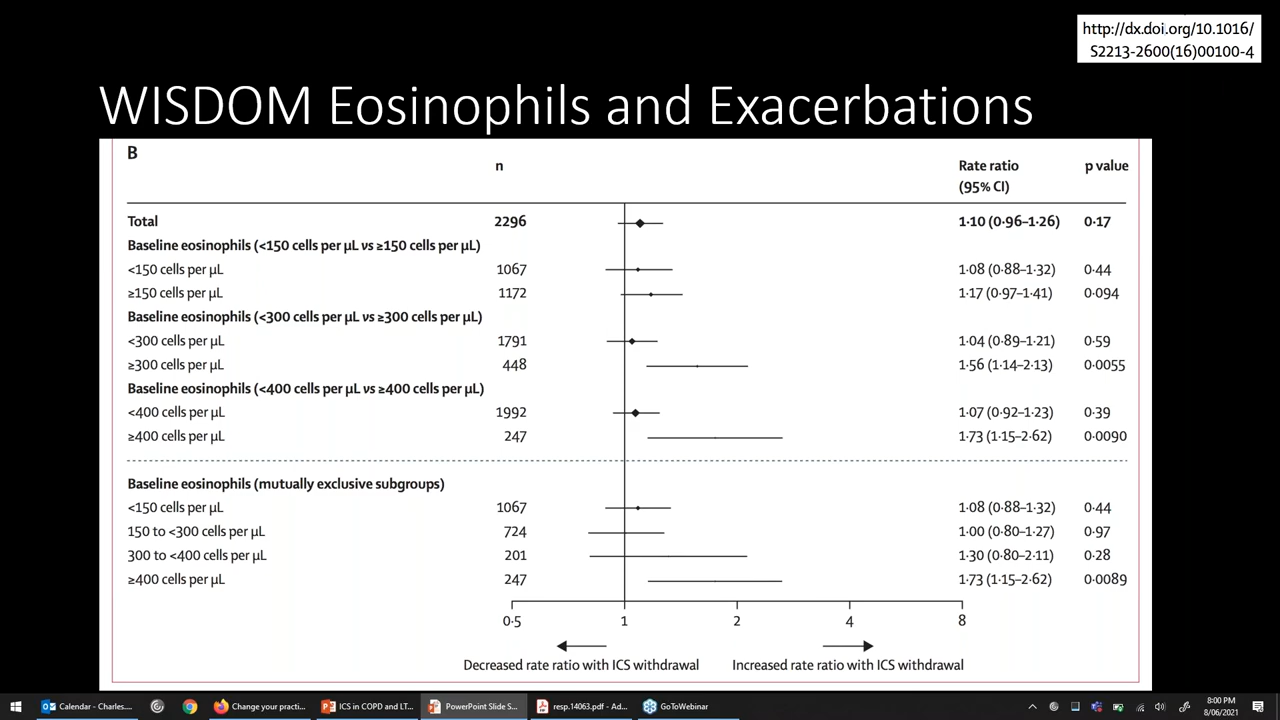 http://dx.doi.org/10.1016/
S2213-2600(16)00100-4
WISDOM Eosinophils and Exacerbations
B
n
Rate ratio
(95% CI)
p value
Total 2296 1·10 (0·96–1·26) 0·17
Baseline eosinophils (<150 cells per µL vs ≥150 cells per µL)
<150 cells per µL 1067 1·08 (0·88–1·32) 0·44
≥150 cells per µL 1172 1·17 (0·97–1·41) 0·094
Baseline eosinophils (<300 cells per µL vs ≥300 cells per µL)
<300 cells per µL 1791 1·04 (0·89–1·21) 0·59
≥300 cells per µL 448 1·56 (1·14–2·13) 0·0055
Baseline eosinophils (<400 cells per µL vs ≥400 cells per µL)
<400 cells per µL 1992 1·07 (0·92–1·23) 0·39
≥400 cells per µL 247 1·73 (1·15–2·62) 0·0090
Baseline eosinophils (mutually exclusive subgroups)
<150 cells per µL 1067 1·08 (0·88–1·32) 0·44
150 to <300 cells per µL 724 1·00 (0·80–1·27) 0·97
300 to <400 cells per µL 201 1·30 (0·80–2·11) 0·28
≥400 cells per µL 247 1·73 (1·15–2·62) 0·0089
0·5 1 2 4 8
Decreased rate ratio with ICS withdrawal Increased rate ratio with ICS withdrawal
Calendar - Charles.... Change your practi... ICS in COPD and LT... PowerPoint Slide S... resp.14063.pdf - Ad... GoToWebinar
8:00 PM
8/06/2021